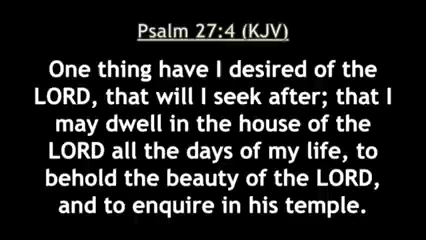 Psalm 27:4 (KJV)
One thing have I desired of the
LORD, that will I seek after; that I
may dwell in the house of the
LORD all the days of my life, to
behold the beauty of the LORD,
and to enquire in his temple.